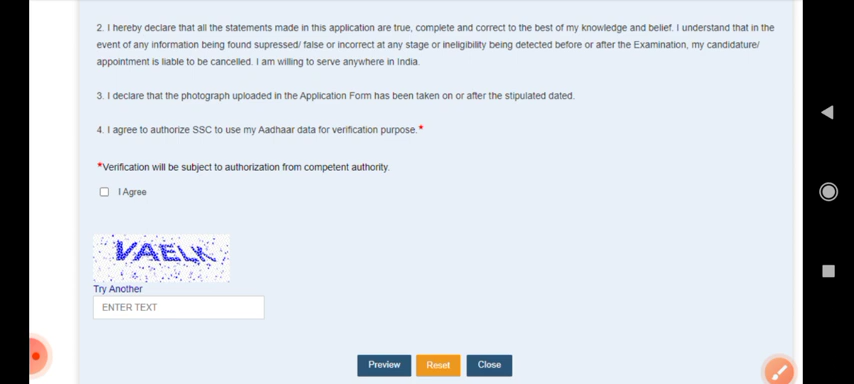 2. I hereby declare that all the statements made in this application are true, complete and correct to the best of my knowledge and belief. I understand that in the
event of any information being found supressed/ false or incorrect at any stage or ineligibility being detected before or after the Examination, my candidature/
appointment is liable to be cancelled. I am willing to serve anywhere in India.
3. I declare that the photograph uploaded in the Application Form has been taken on or after the stipulated dated.
4. I agree to authorize SSC to use my Aadhaar data for verification purpose.*
*Verification will be subject to authorization from competent authority.
I Agree
Try Another
ENTER TEXT
Preview Reset Close